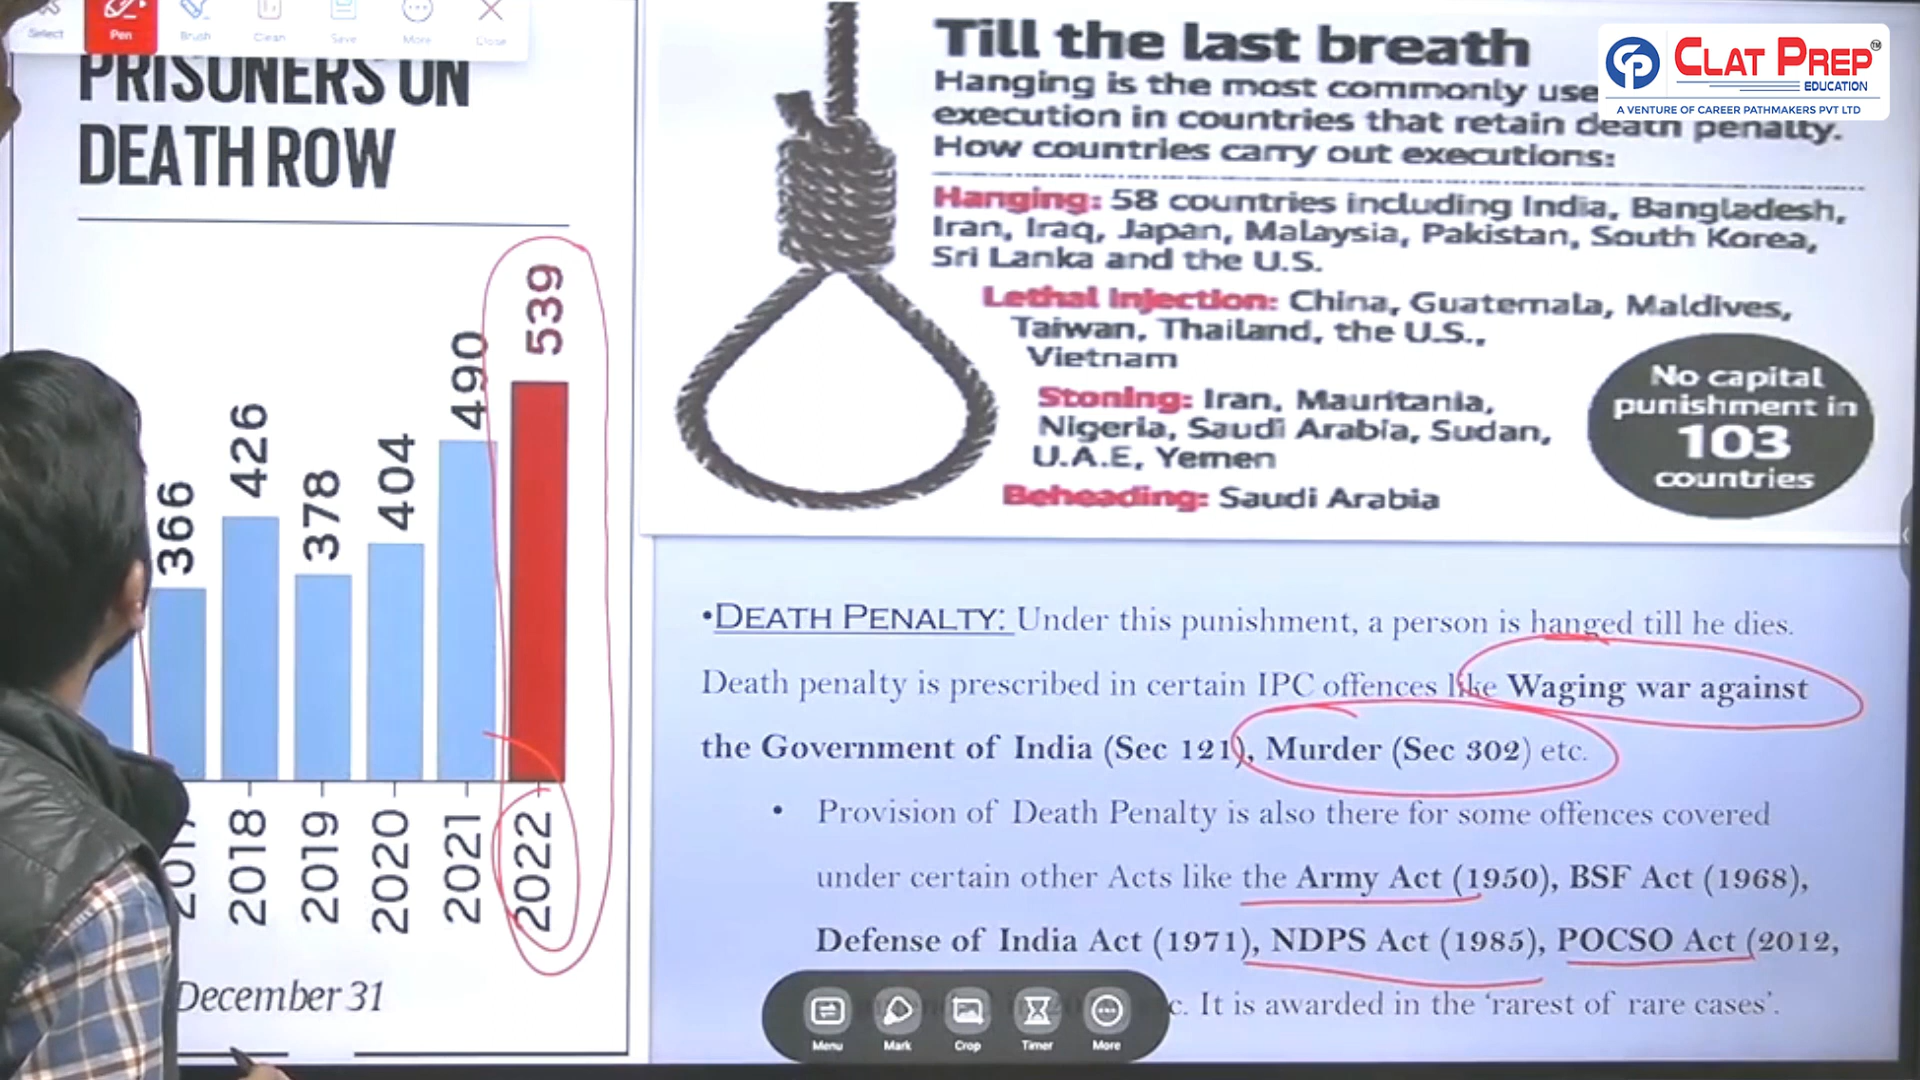 Select
Pen
Brush
Clean
Save
More
Close
PRISONERS ON
DEATH ROW
366
426
378
404
490
539
2017
2018
2019
2020
2021
2022
December 31
Till the last breath
Hanging is the most commonly use
execution in countries that retain death penalty.
How countries carry out executions:
Hanging: 58 countries including India, Bangladesh,
Iran, Iraq, Japan, Malaysia, Pakistan, South Korea,
Sri Lanka and the U.S.
Lethal Injection: China, Guatemala, Maldives,
Taiwan, Thailand, the U.S.,
Vietnam
Stoning: Iran, Mauritania,
Nigeria, Saudi Arabia, Sudan,
U.A.E, Yemen
Beheading: Saudi Arabia
No capital
punishment in
103
countries
CP
CLAT PREP™
EDUCATION
A VENTURE OF CAREER PATHMAKERS PVT LTD
•DEATH PENALTY: Under this punishment, a person is hanged till he dies.
Death penalty is prescribed in certain IPC offences like Waging war against
the Government of India (Sec 121), Murder (Sec 302) etc.
• Provision of Death Penalty is also there for some offences covered
under certain other Acts like the Army Act (1950), BSF Act (1968),
Defense of India Act (1971), NDPS Act (1985), POCSO Act (2012,
c. It is awarded in the ‘rarest of rare cases’.
Menu
Mark
Crop
Timer
More